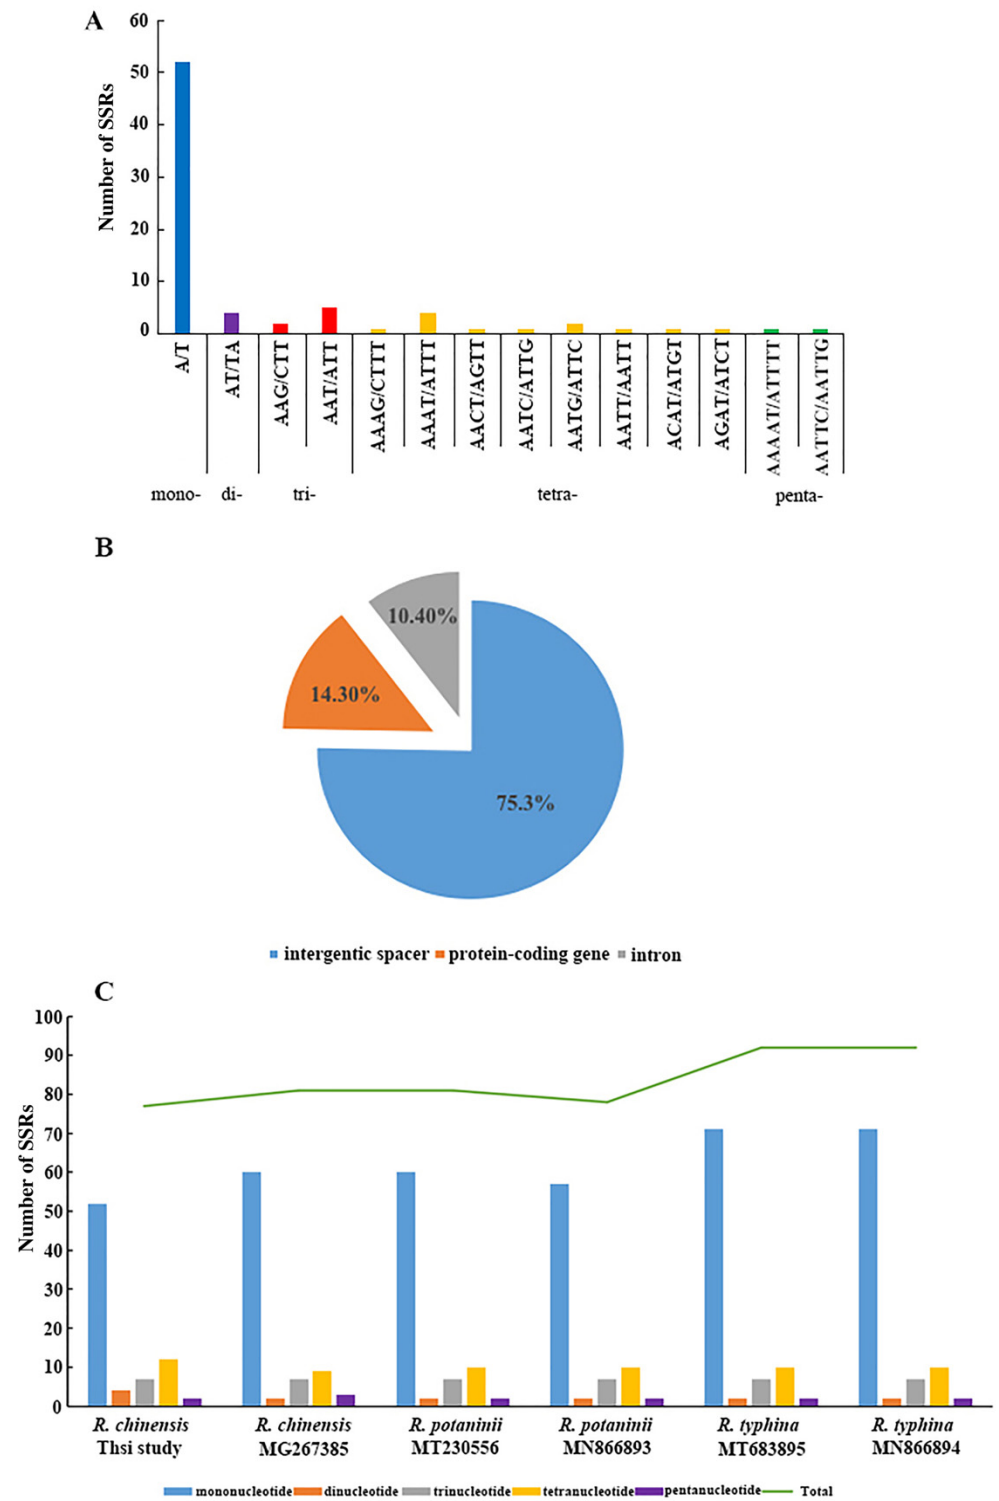 A
Number of SSRs
60
50
40
30
20
10
0
A/T
AT/TA
AAG/CTT
AAT/ATT
AAAG/CTTT
AAAT/ATTT
AACT/AGTT
AATC/ATTG
AATG/ATTC
AATT/AATT
ACAT/ATGT
AGAT/ATCT
AAAAT/ATTTT
AATTC/AATTG
mono- di- tri- tetra- penta-
B
10.40%
14.30%
75.3%
intergentic spacer protein-coding gene intron
C
Number of SSRs
100
90
80
70
60
50
40
30
20
10
0
R. chinensis R. chinensis R. potaninii R. potaninii R. typhina R. typhina
Thsi study MG267385 MT230556 MN866893 MT683895 MN866894
mononucleotide dinucleotide trinucleotide tetranucleotide pentanucleotide Total